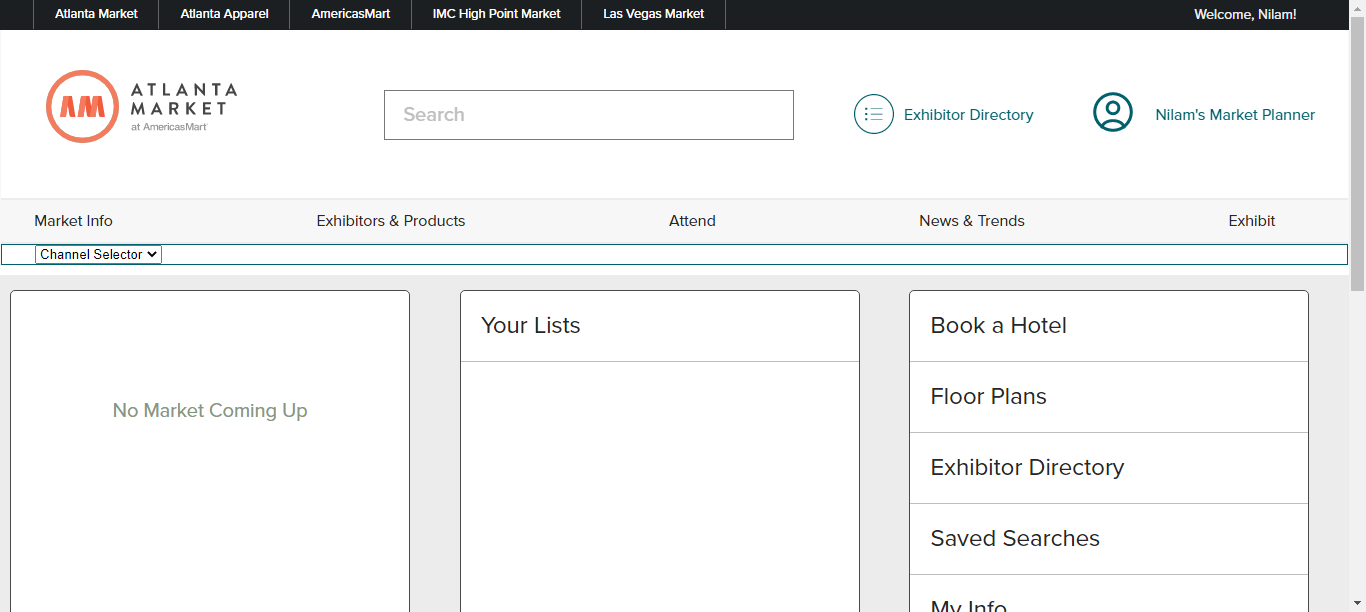 Atlanta Market
Atlanta Apparel
AmericasMart
IMC High Point Market
Las Vegas Market
Welcome, Nilam!
AM
ATLANTA
MARKET
at AmericasMart
Search
Exhibitor Directory
Nilam's Market Planner
Market Info
Exhibitors & Products
Attend
News & Trends
Exhibit
Channel Selector
No Market Coming Up
Your Lists
Book a Hotel
Floor Plans
Exhibitor Directory
Saved Searches
My Info